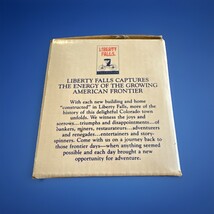 LIBERTY
FALLS
LIBERTY FALLS CAPTURES
THE ENERGY OF THE GROWING
AMERICAN FRONTIER
With each new building and home
"constructed" in Liberty Falls, more of the
history of this delightful Colorado town
unfolds. We witness the joys and
sorrows...triumphs and disappointments...of
bankers, miners, restaurateurs...adventurers
and renegades...entertainers and story-
spinners. Come with us on a journey back to
those frontier days—when anything seemed
possible and each day brought a new
opportunity for adventure.